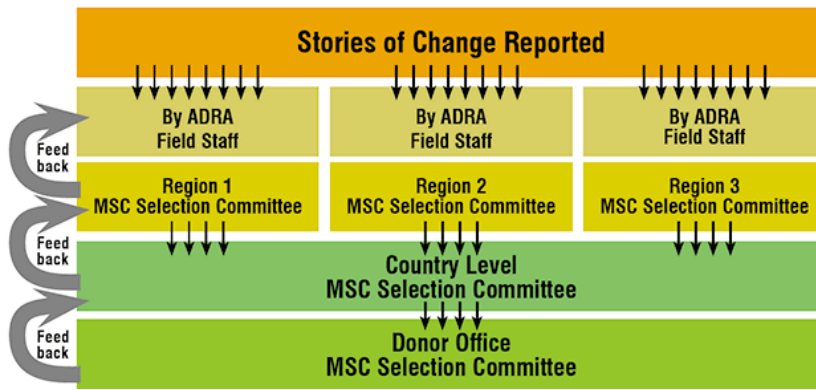 Stories of Change Reported
By ADRA
Field Staff
By ADRA
Field Staff
By ADRA
Field Staff
Feed
back
Region 1
MSC Selection Committee
Region 2
MSC Selection Committee
Region 3
MSC Selection Committee
Feed
back
Country Level
MSC Selection Committee
Feed
back
Donor Office
MSC Selection Committee